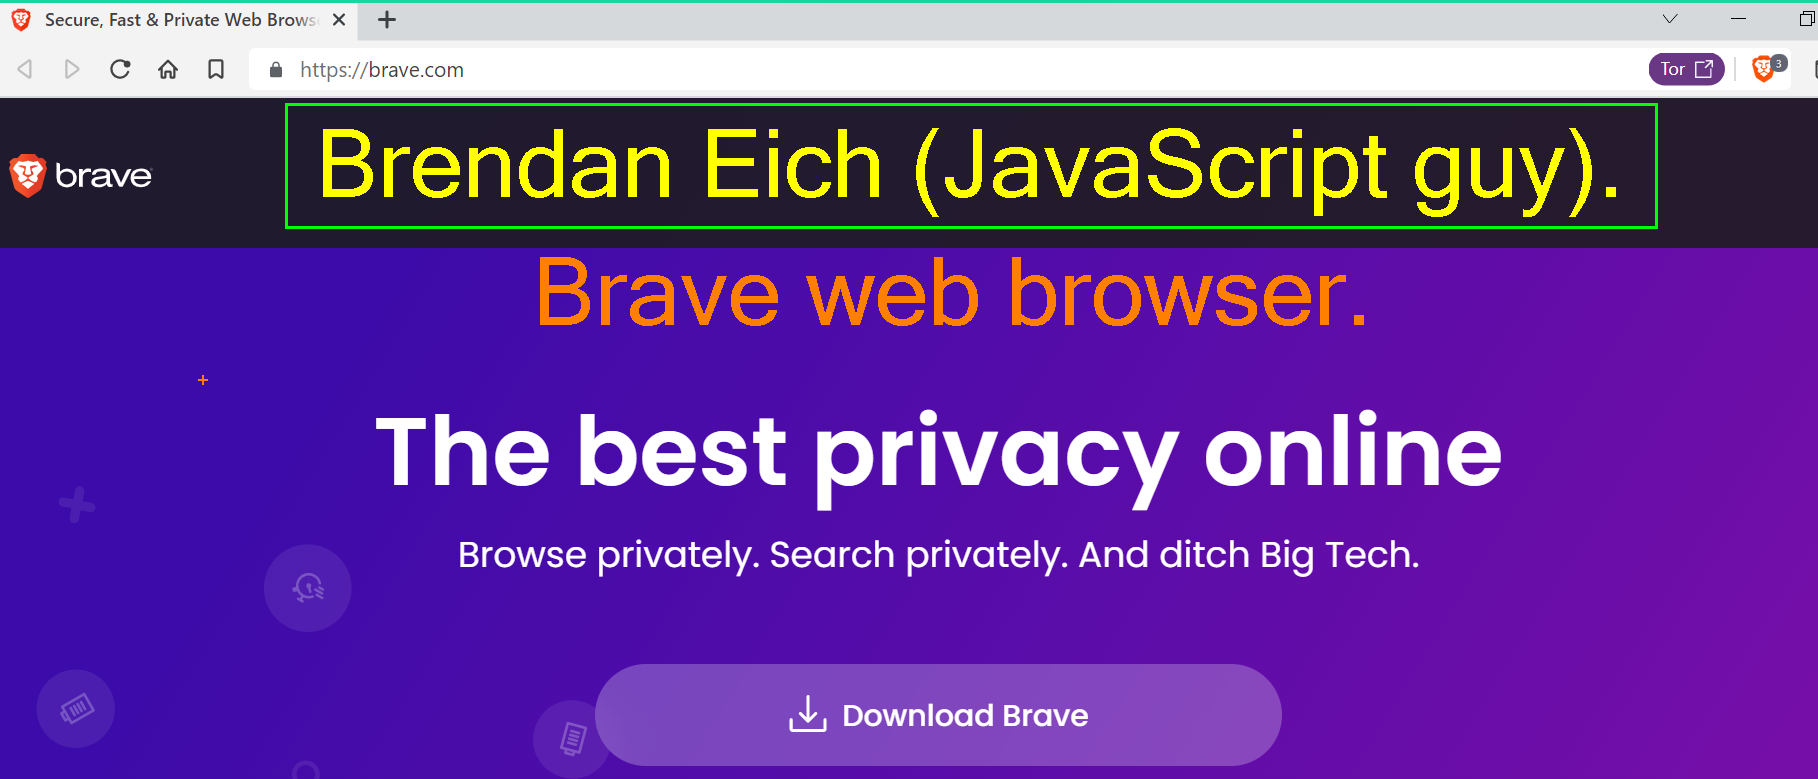 Secure, Fast & Private Web Brows
https://brave.com
Tor
3
brave
Brendan Eich (JavaScript guy).
Brave web browser.
The best privacy online
Browse privately. Search privately. And ditch Big Tech.
Download Brave